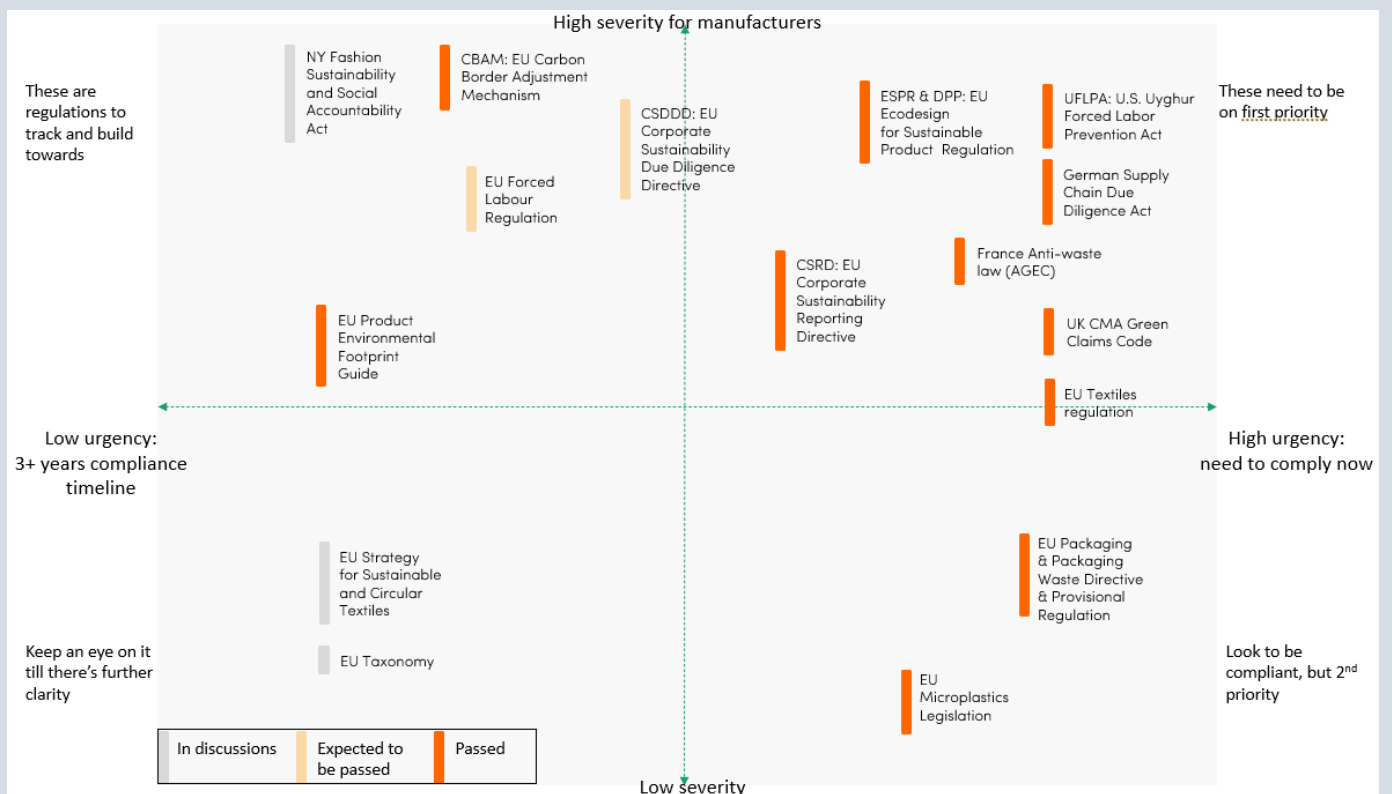 High severity for manufacturers
These are
regulations to
track and build
towards
NY Fashion
Sustainability
and Social
Accountability
Act
CBAM: EU Carbon
Border Adjustment
Mechanism
CSDDD: EU
Corporate
Sustainability
Due Diligence
Directive
EU Forced
Labour
Regulation
EU Product
Environmental
Footprint
Guide
ESPR & DPP: EU
Ecodesign
for Sustainable
Product Regulation
UFLPA: U.S. Uyghur
Forced Labor
Prevention Act
German Supply
Chain Due
Diligence Act
France Anti-waste
law (AGEC)
CSRD: EU
Corporate
Sustainability
Reporting
Directive
UK CMA Green
Claims Code
EU Textiles
regulation
These need to be
on first priority
Low urgency:
3+ years compliance
timeline
High urgency:
need to comply now
EU Strategy
for Sustainable
and Circular
Textiles
EU Taxonomy
Keep an eye on it
till there's further
clarity
EU Packaging
& Packaging
Waste Directive
& Provisional
Regulation
EU
Microplastics
Legislation
Look to be
compliant, but 2nd
priority
In discussions
Expected to
be passed
Passed
Low severity